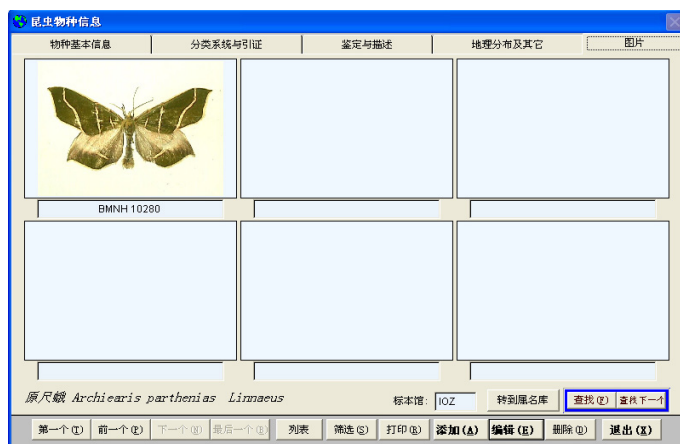 昆虫物种信息
物种基本信息 分类系统与引证 鉴定与描述 地理分布及其它 图片
BMNH 10280
原尺蛾 Archiearis parthenias Linnaeus
标本馆: IOZ 转到属名库 查找(F) 查找下一个
第一个(T) 前一个(P) 下一个(N) 最后一个(B) 列表 筛选(S) 打印(R) 添加(A) 编辑(E) 删除(D) 退出(X)